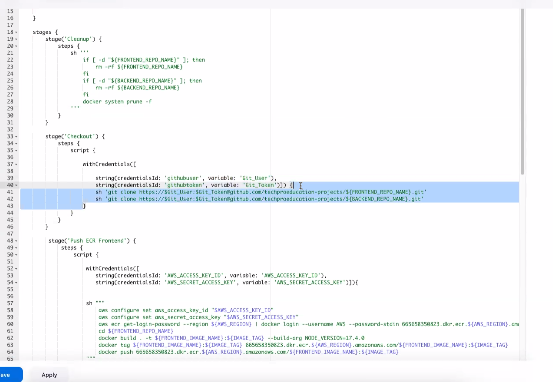 15
16 }
17
18 stages {
19 stage('Cleanup') {
20 steps {
21 sh '''
22 if [ -d "${FRONTEND_REPO_NAME}" ]; then
23 rm -rf ${FRONTEND_REPO_NAME}
24 fi
25 if [ -d "${BACKEND_REPO_NAME}" ]; then
26 rm -rf ${BACKEND_REPO_NAME}
27 fi
28 docker system prune -f
29 '''
30 }
31 }
32
33 stage('Checkout') {
34 steps {
35 script {
36
37 withCredentials([
38
39 string(credentialsId: 'githubuser', variable: 'Git_User'),
40 string(credentialsId: 'githubtoken', variable: 'Git_Token')]) {
41 sh 'git clone https://$Git_User:$Git_Token@github.com/techproeducation-projects/${FRONTEND_REPO_NAME}.git'
42 sh 'git clone https://$Git_User:$Git_Token@github.com/techproeducation-projects/${BACKEND_REPO_NAME}.git'
43 }
44 }
45 }
46 }
47
48 stage('Push ECR Frontend') {
49 steps {
50 script {
51
52 withCredentials([
53 string(credentialsId: 'AWS_ACCESS_KEY_ID', variable: 'AWS_ACCESS_KEY_ID'),
54 string(credentialsId: 'AWS_SECRET_ACCESS_KEY', variable: 'AWS_SECRET_ACCESS_KEY')]){
55
56
57 sh """
58 aws configure set aws_access_key_id "$AWS_ACCESS_KEY_ID"
59 aws configure set aws_secret_access_key "$AWS_SECRET_ACCESS_KEY"
60 aws ecr get-login-password --region ${AWS_REGION} | docker login --username AWS --password-stdin 665658350823.dkr.ecr.${AWS_REGION}.am
61 cd ${FRONTEND_REPO_NAME}
62 docker build . -t ${FRONTEND_IMAGE_NAME}:${IMAGE_TAG} --build-arg NODE_VERSION=17.4.0
63 docker tag ${FRONTEND_IMAGE_NAME}:${IMAGE_TAG} 665658350823.dkr.ecr.${AWS_REGION}.amazonaws.com/${FRONTEND_IMAGE_NAME}:${IMAGE_TAG}
64 docker push 665658350823.dkr.ecr.${AWS_REGION}.amazonaws.com/${FRONTEND_IMAGE_NAME}:${IMAGE_TAG}
65 """
ave Apply